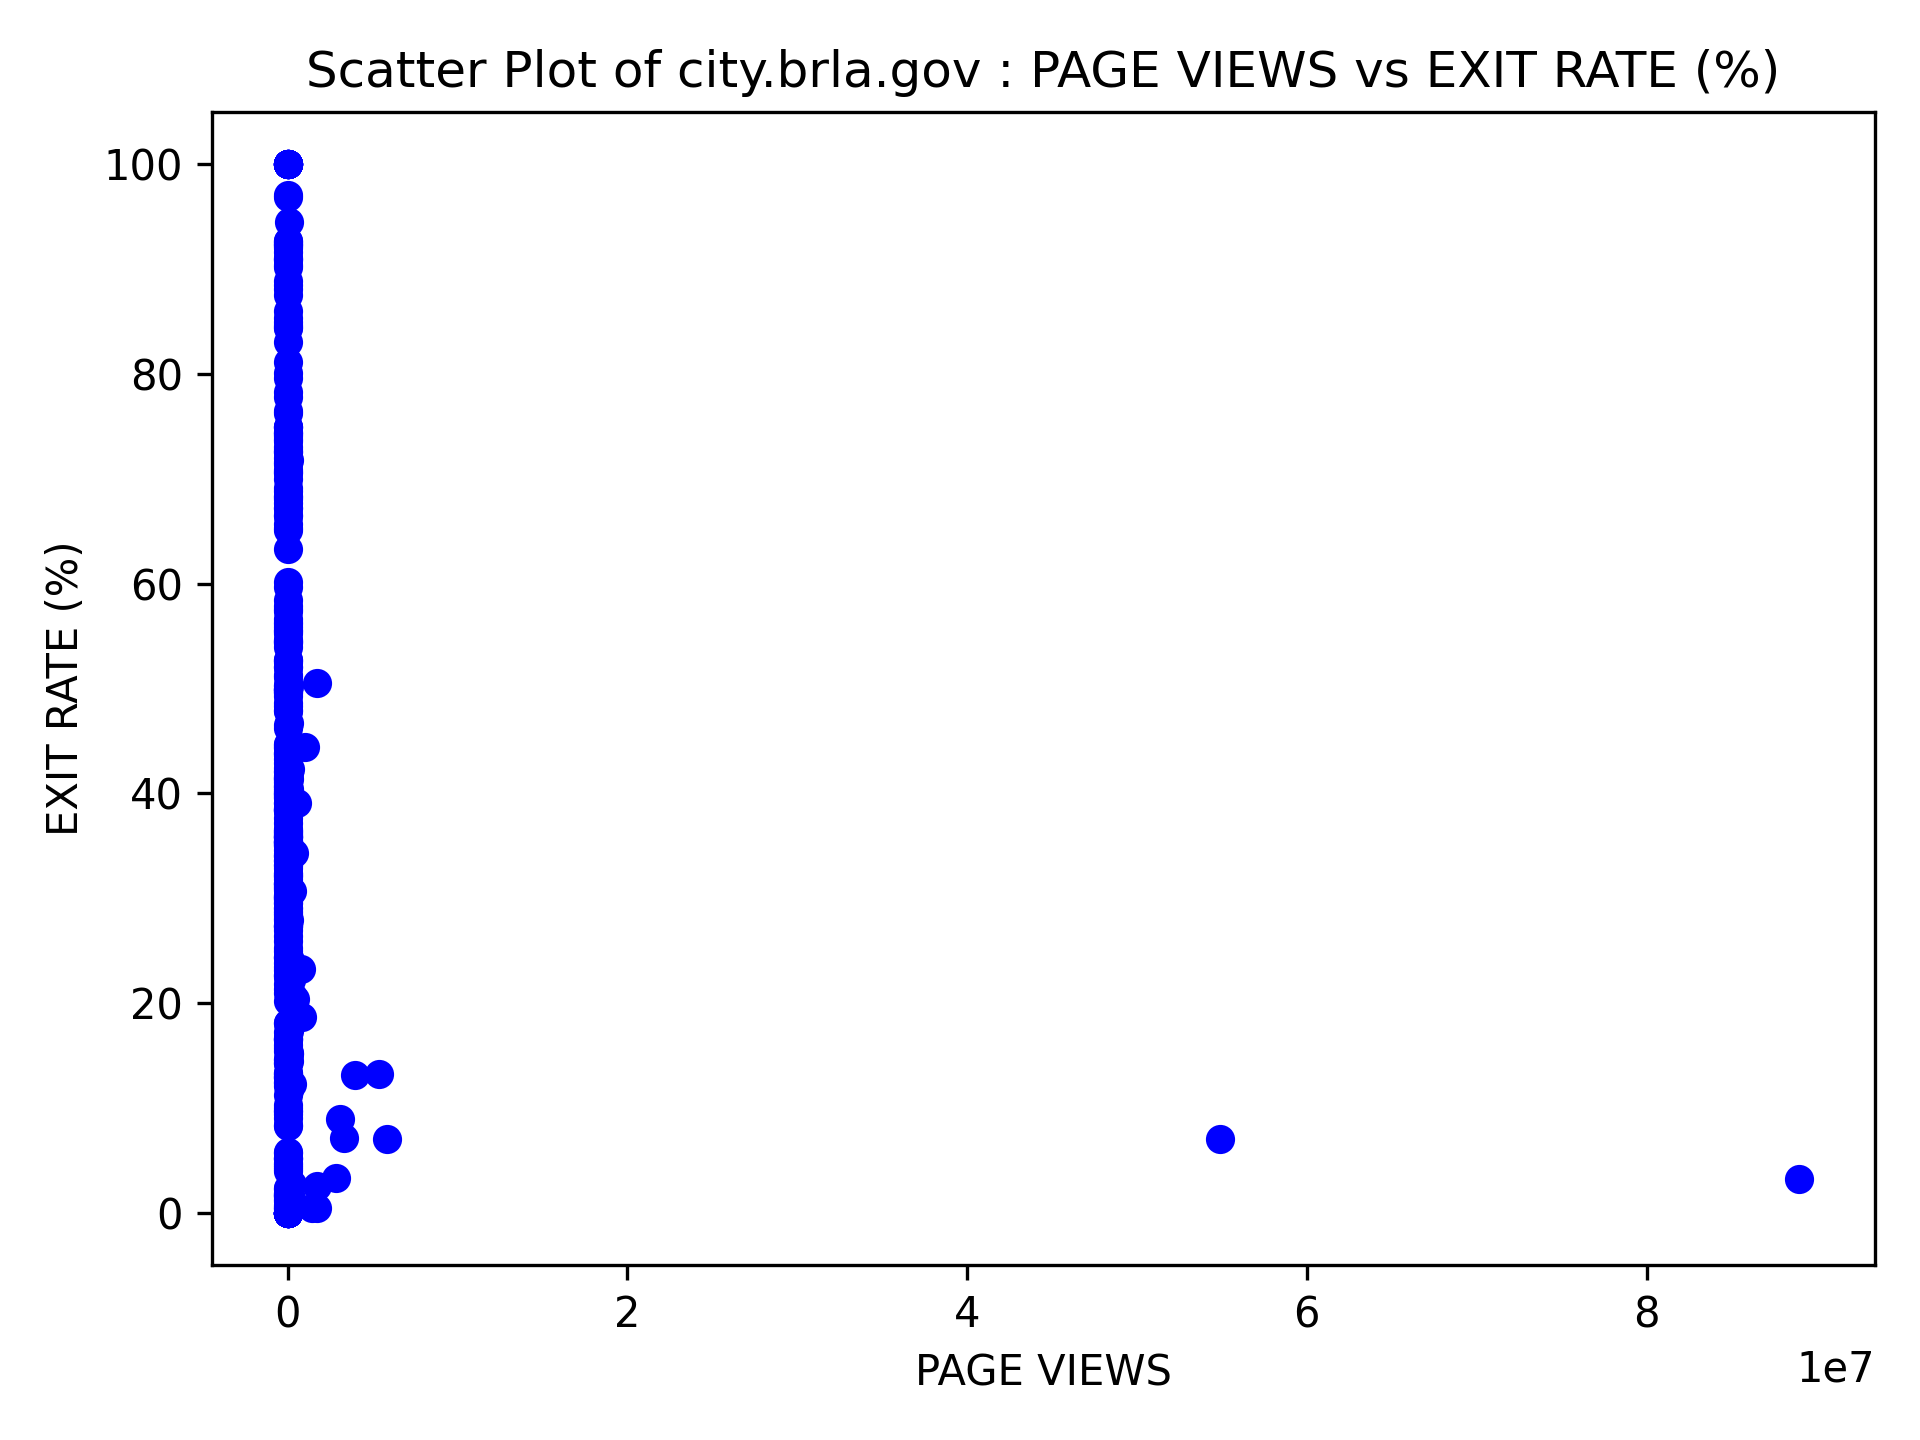 Scatter Plot of city.brla.gov : PAGE VIEWS vs EXIT RATE (%)
100
80
60
40
20
0
EXIT RATE (%)
0 2 4 6 8
1e7
PAGE VIEWS